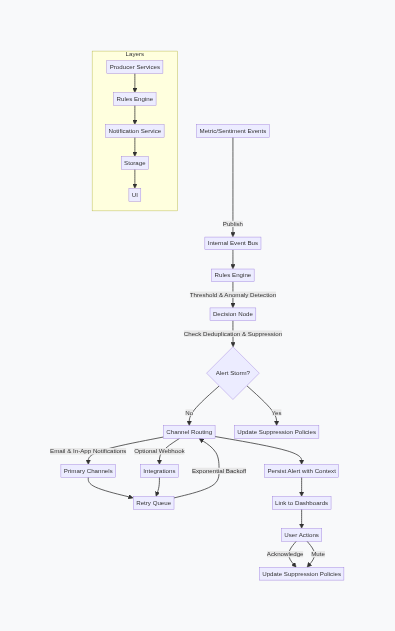 Layers
Producer Services
Rules Engine
Metric/Sentiment Events
Notification Service
Storage
UI
Publish
Internal Event Bus
Rules Engine
Threshold & Anomaly Detection
Decision Node
Check Deduplication & Suppression
Alert Storm?
No
Yes
Channel Routing
Update Suppression Policies
Email & In-App Notifications
Optional Webhook
Primary Channels
Integrations
Exponential Backoff
Persist Alert with Context
Retry Queue
Link to Dashboards
User Actions
Acknowledge
Mute
Update Suppression Policies